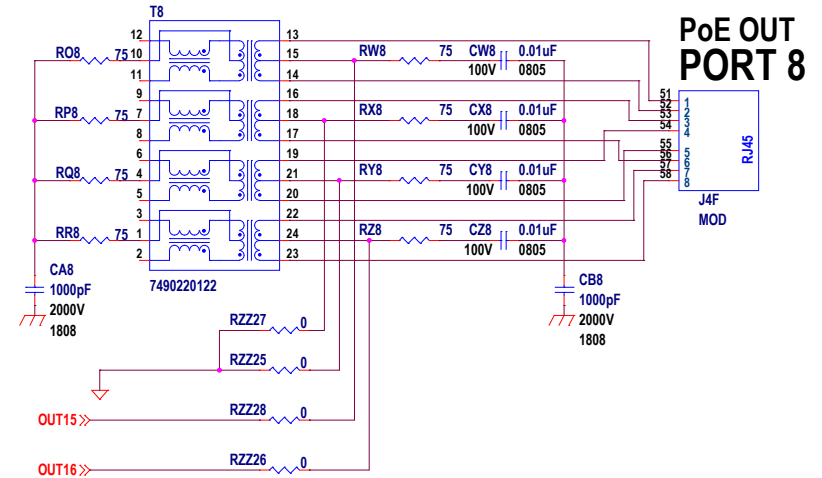 T8
PoE OUT
PORT 8
12 13
RO8 75 10 15 RW8 75 CW8 0.01uF
11 14 100V 0805
9 16
RP8 75 7 18 RX8 75 CX8 0.01uF
8 17 100V 0805
6 19
RQ8 75 4 21 RY8 75 CY8 0.01uF
5 20 100V 0805
3 22
RR8 75 1 24 RZ8 75 CZ8 0.01uF
2 23 100V 0805
51 1
52 2
53 3
54 4
55 5
56 6
57 7
58 8
RJ45
J4F
MOD
CA8
1000pF
2000V
1808
7490220122
CB8
1000pF
2000V
1808
RZZ27 0
RZZ25 0
OUT15 RZZ28 0
OUT16 RZZ26 0